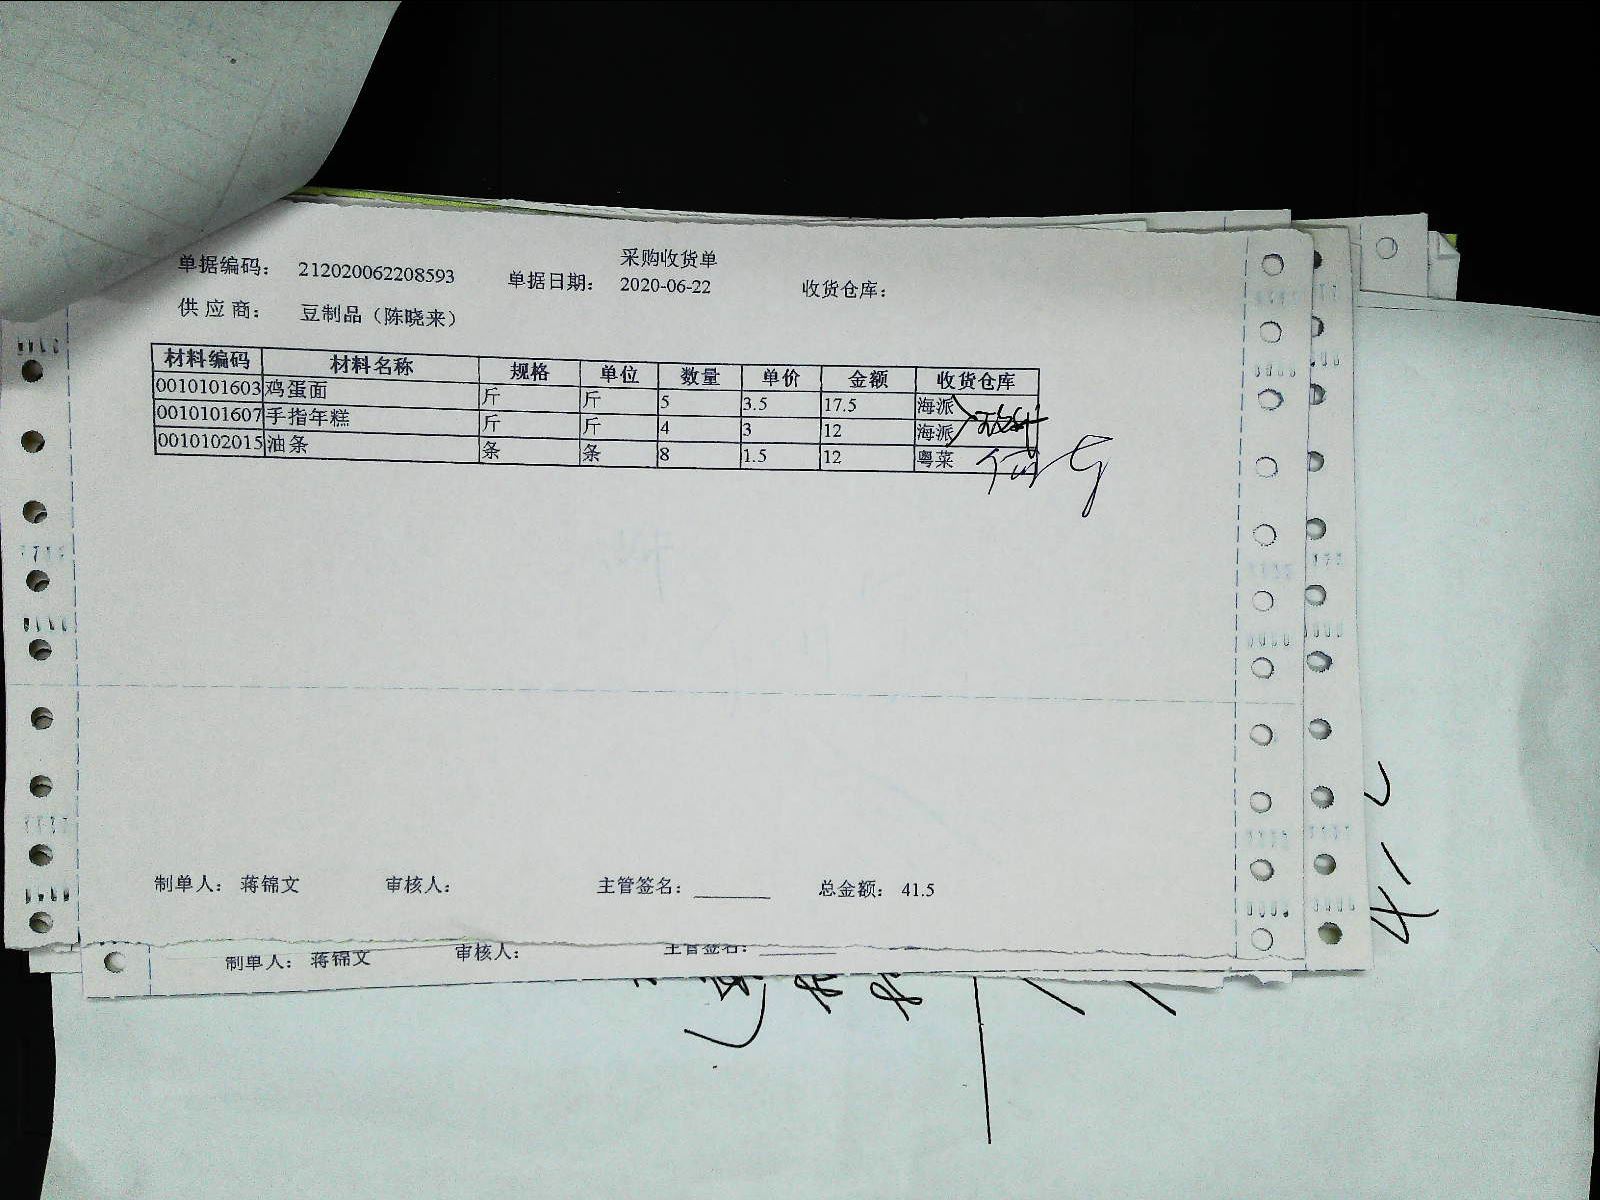 采购收货单
单据编码： 212020062208593 单据日期： 2020-06-22 收货仓库：
供 应 商： 豆制品（陈晓来）
材料编码 材料名称 规格 单位 数量 单价 金额 收货仓库
0010101603 鸡蛋面 斤 斤 5 3.5 17.5 海派
0010101607 手指年糕 斤 斤 4 3 12 海派
0010102015 油条 条 条 8 1.5 12 粤菜
制单人： 蒋锦文 审核人： 主管签名： 总金额： 41.5
制单人： 蒋锦文 审核人： 主管签名：